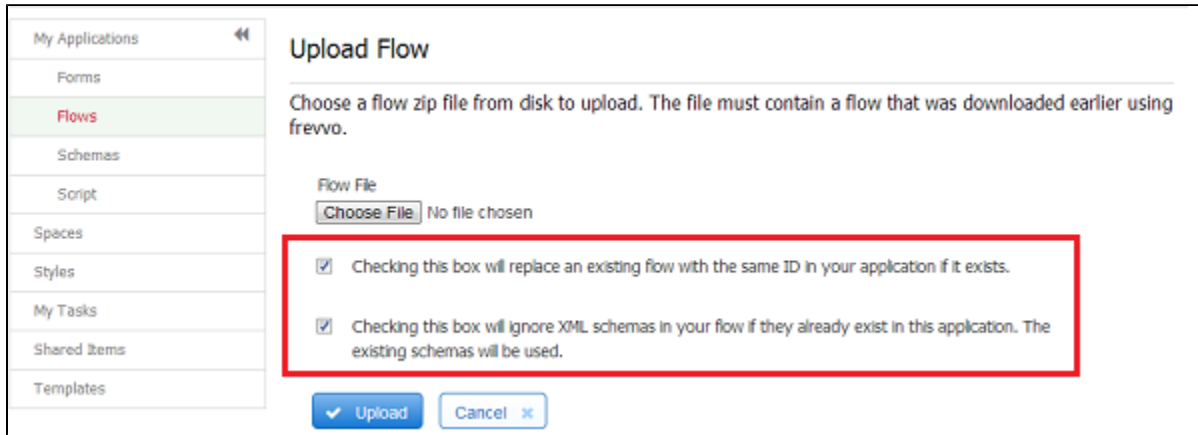 My Applications
Forms
Flows
Schemas
Script
Spaces
Styles
My Tasks
Shared Items
Templates
Upload Flow
Choose a flow zip file from disk to upload. The file must contain a flow that was downloaded earlier using
frevvo.
Flow File
Choose File No file chosen
Checking this box will replace an existing flow with the same ID in your application if it exists.
Checking this box will ignore XML schemas in your flow if they already exist in this application. The
existing schemas will be used.
Upload Cancel